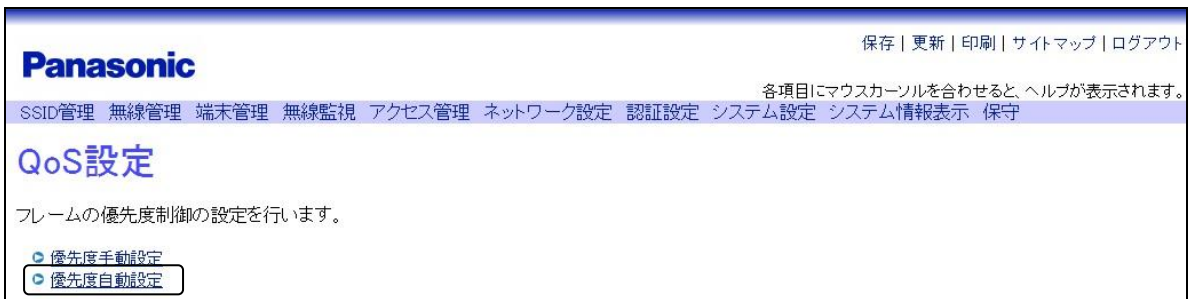 保存 | 更新 | 印刷 | サイトマップ | ログアウト
Panasonic
各項目にマウスカーソルを合わせると、ヘルプが表示されます。
SSID管理 無線管理 端末管理 無線監視 アクセス管理 ネットワーク設定 認証設定 システム設定 システム情報表示 保守
QoS設定
フレームの優先度制御の設定を行います。
優先度手動設定
優先度自動設定